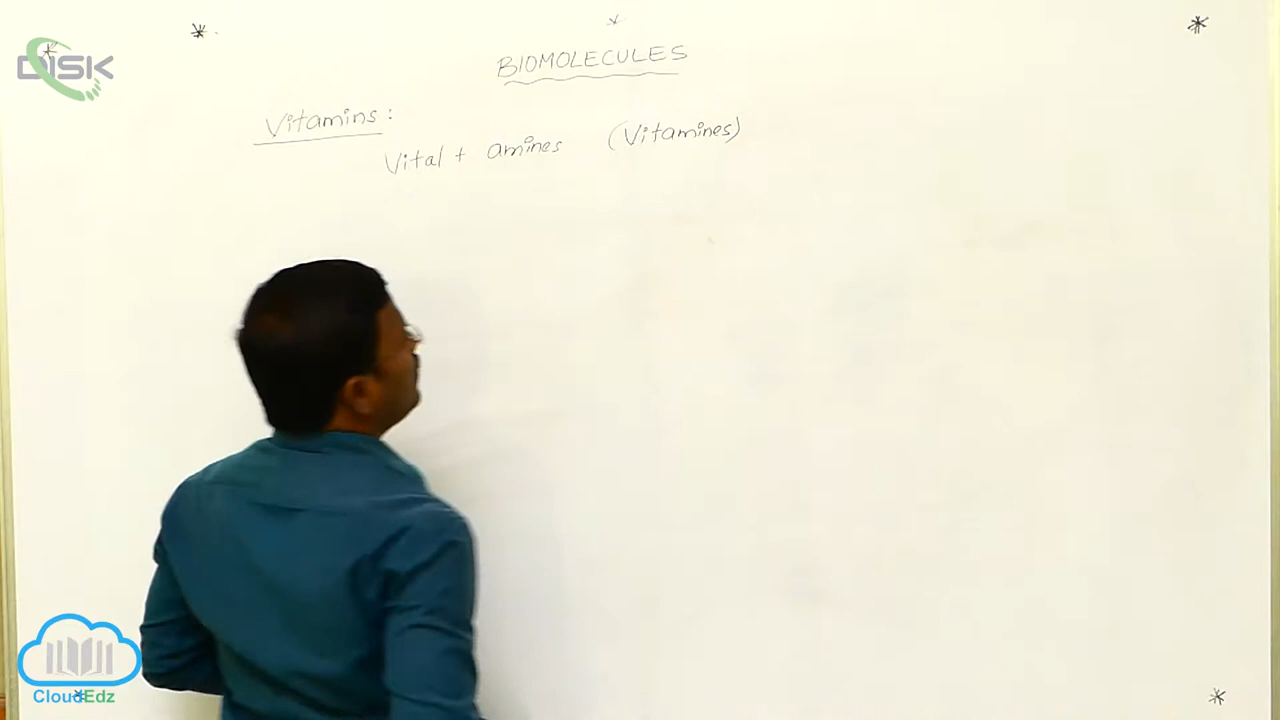 DISK
BIOMOLECULES
Vitamins:
Vital + amines (Vitamines)
CloudEdz